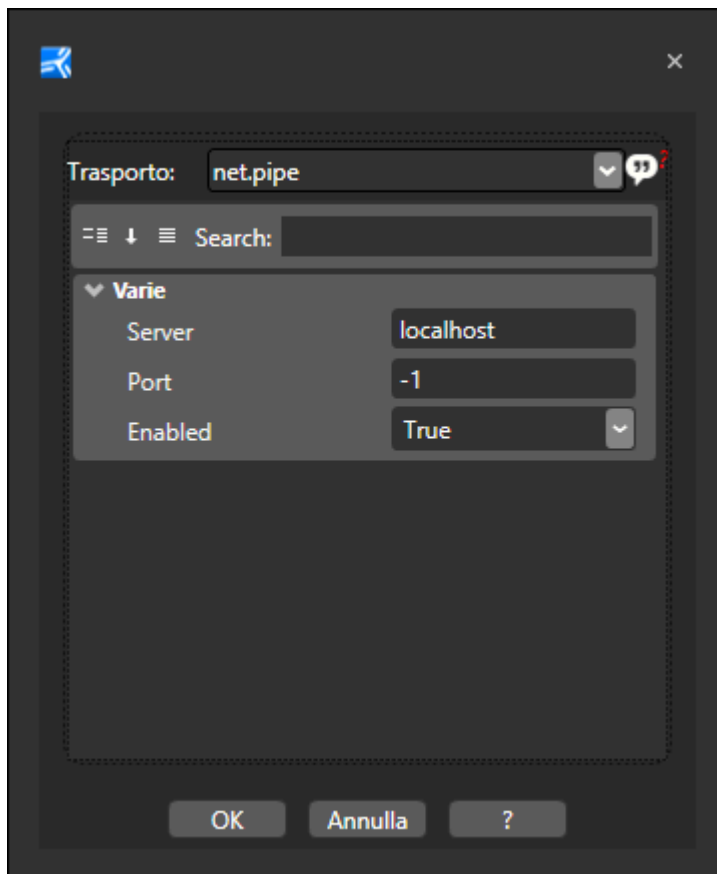 Trasporto: net.pipe
Search:
Varie
Server localhost
Port -1
Enabled True
OK Annulla ?